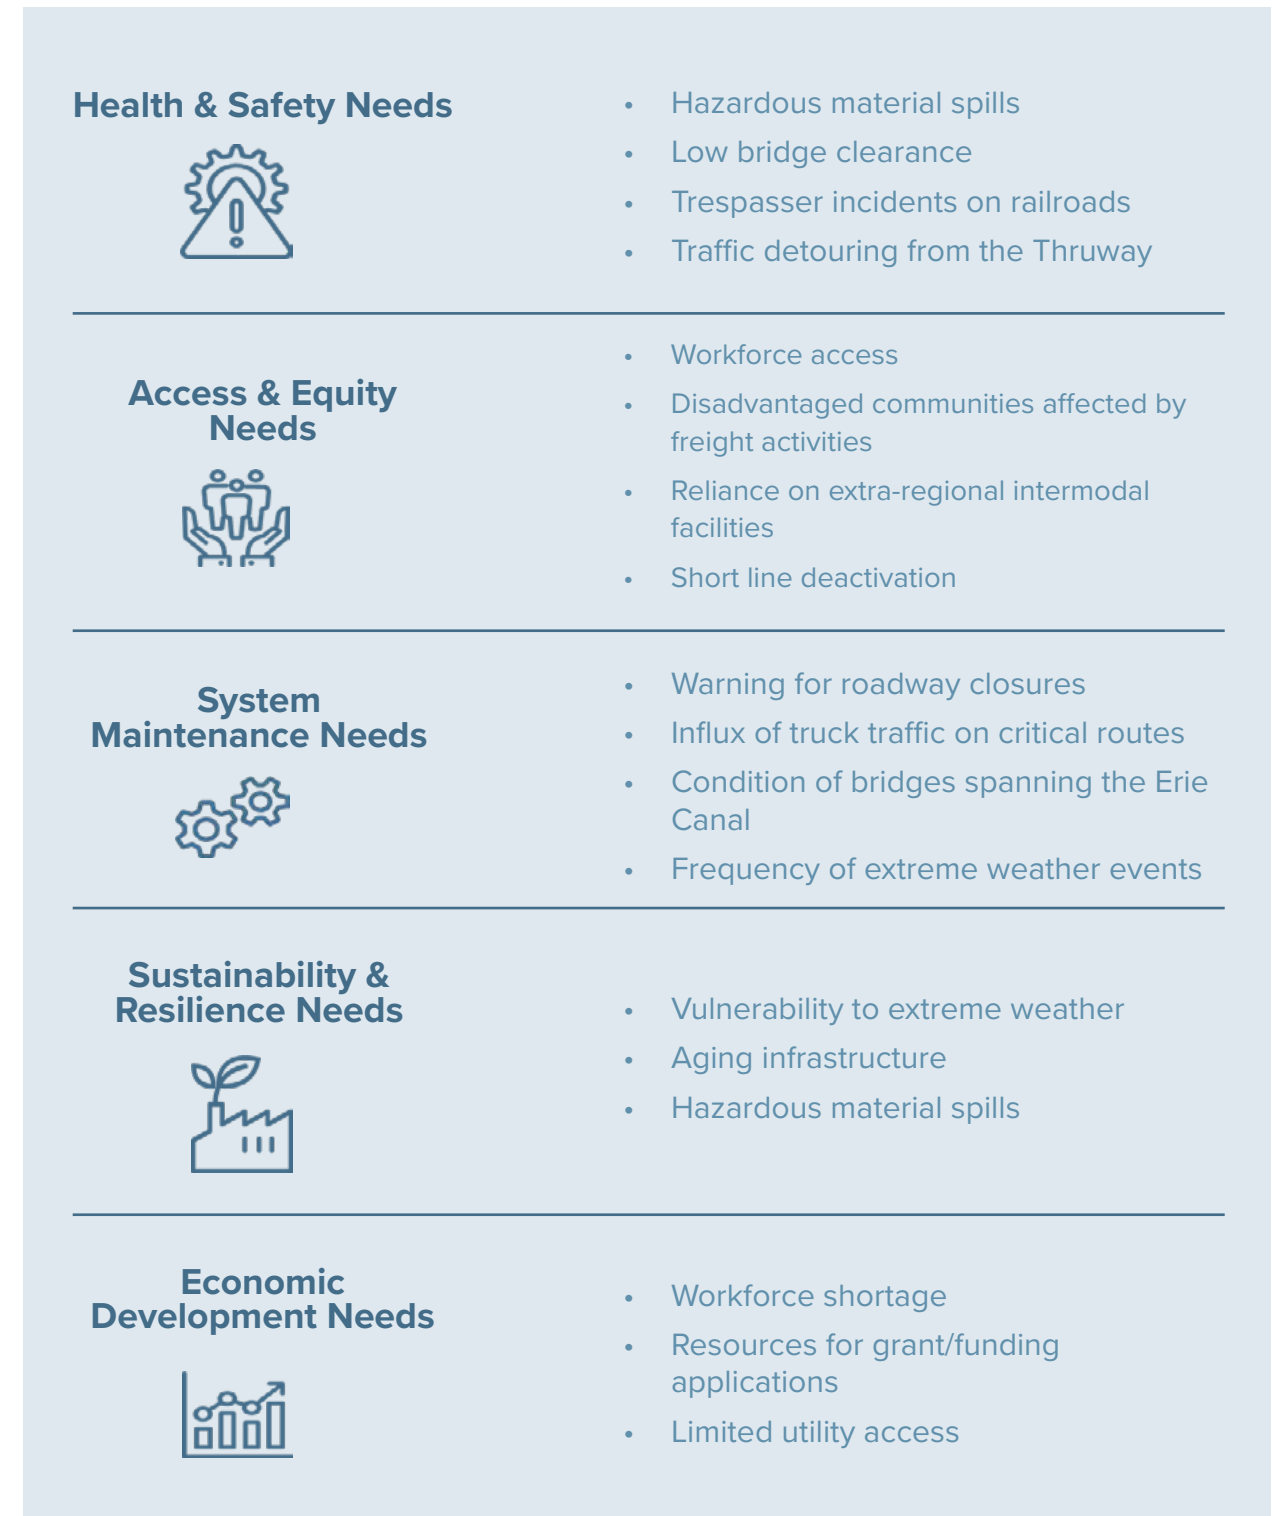 Health & Safety Needs
• Hazardous material spills
• Low bridge clearance
• Trespasser incidents on railroads
• Traffic detouring from the Thruway
Access & Equity
Needs
• Workforce access
• Disadvantaged communities affected by
freight activities
• Reliance on extra-regional intermodal
facilities
• Short line deactivation
System
Maintenance Needs
• Warning for roadway closures
• Influx of truck traffic on critical routes
• Condition of bridges spanning the Erie
Canal
• Frequency of extreme weather events
Sustainability &
Resilience Needs
• Vulnerability to extreme weather
• Aging infrastructure
• Hazardous material spills
Economic
Development Needs
• Workforce shortage
• Resources for grant/funding
applications
• Limited utility access